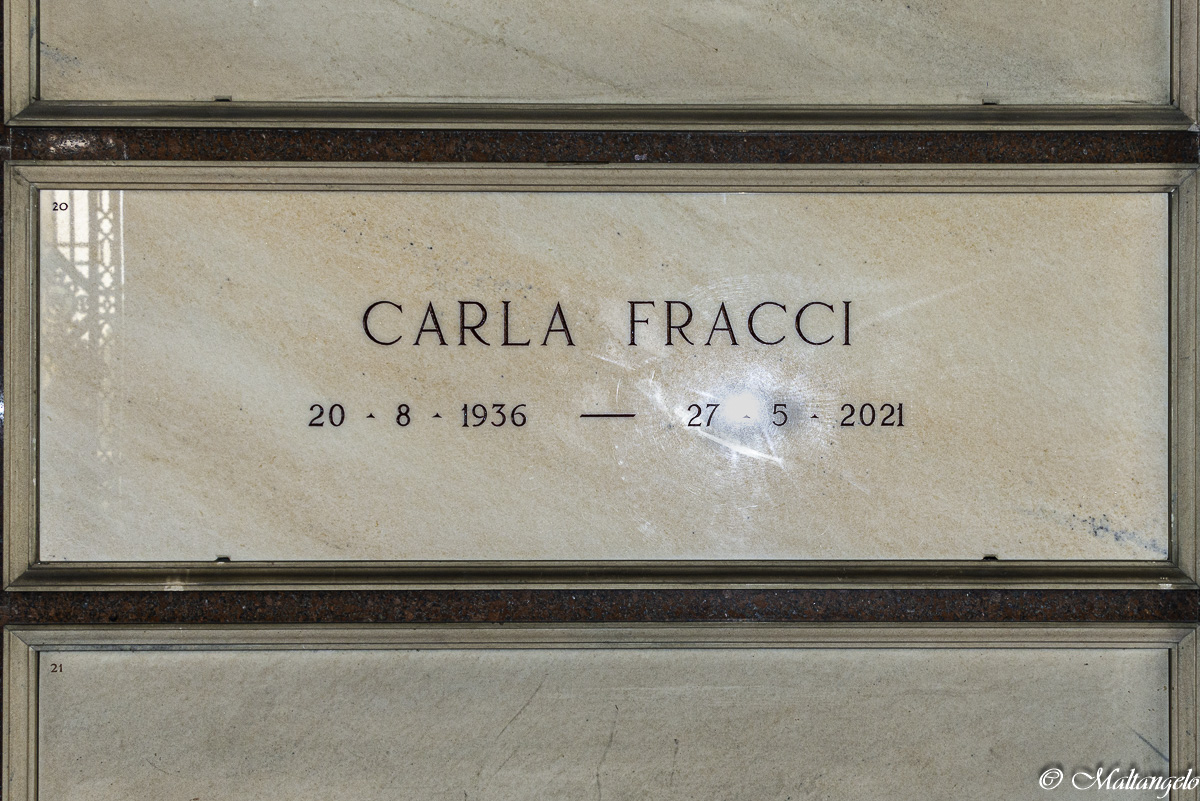 20
CARLA FRACCI
20 · 8 · 1936 — 27 · 5 · 2021
21
© Maltangelo